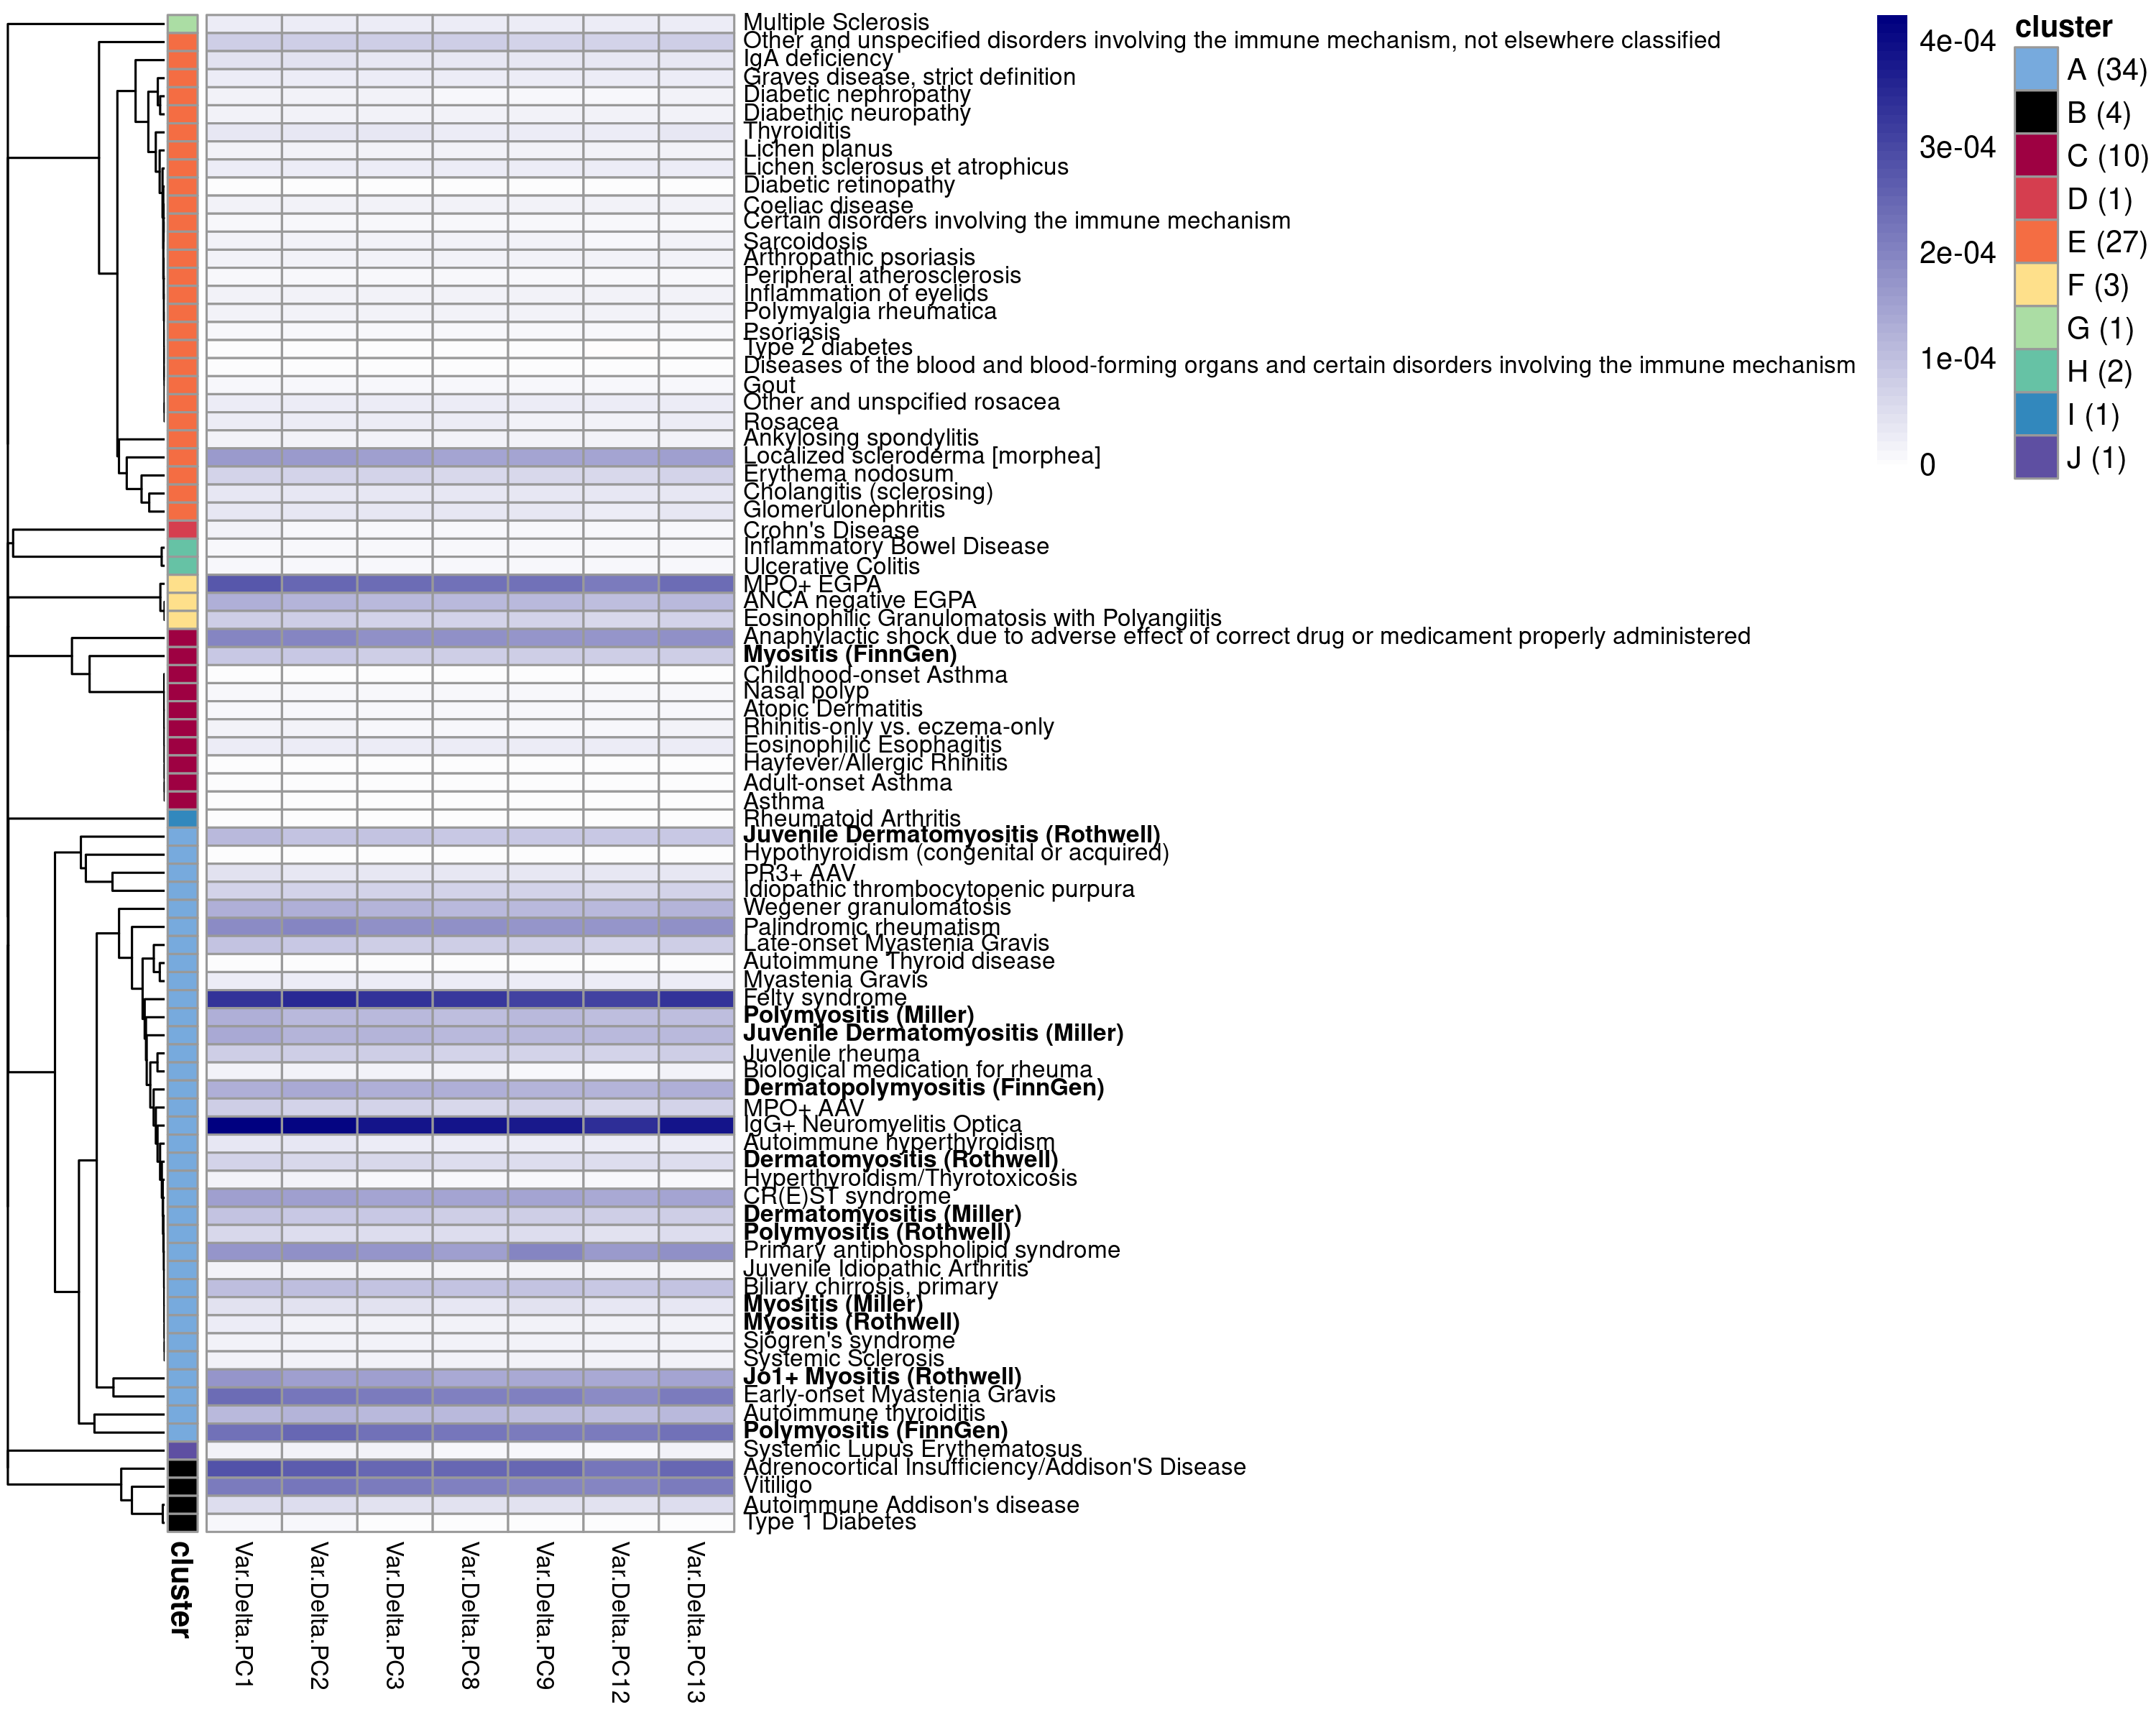 Multiple Sclerosis
Other and unspecified disorders involving the immune mechanism, not elsewhere classified
IgA deficiency
Graves disease, strict definition
Diabetic nephropathy
Diabethic neuropathy
Thyroiditis
Lichen planus
Lichen sclerosus et atrophicus
Diabetic retinopathy
Coeliac disease
Certain disorders involving the immune mechanism
Sarcoidosis
Arthropathic psoriasis
Peripheral atherosclerosis
Inflammation of eyelids
Polymyalgia rheumatica
Psoriasis
Type 2 diabetes
Diseases of the blood and blood-forming organs and certain disorders involving the immune mechanism
Gout
Other and unspcified rosacea
Rosacea
Ankylosing spondylitis
Localized scleroderma [morphea]
Erythema nodosum
Cholangitis (sclerosing)
Glomerulonephritis
Crohn's Disease
Inflammatory Bowel Disease
Ulcerative Colitis
MPO+ EGPA
ANCA negative EGPA
Eosinophilic Granulomatosis with Polyangiitis
Anaphylactic shock due to adverse effect of correct drug or medicament properly administered
Myositis (FinnGen)
Childhood-onset Asthma
Nasal polyp
Atopic Dermatitis
Rhinitis-only vs. eczema-only
Eosinophilic Esophagitis
Hayfever/Allergic Rhinitis
Adult-onset Asthma
Asthma
Rheumatoid Arthritis
Juvenile Dermatomyositis (Rothwell)
Hypothyroidism (congenital or acquired)
PR3+ AAV
Idiopathic thrombocytopenic purpura
Wegener granulomatosis
Palindromic rheumatism
Late-onset Myastenia Gravis
Autoimmune Thyroid disease
Myastenia Gravis
Felty syndrome
Polymyositis (Miller)
Juvenile Dermatomyositis (Miller)
Juvenile rheuma
Biological medication for rheuma
Dermatopolymyositis (FinnGen)
MPO+ AAV
IgG+ Neuromyelitis Optica
Autoimmune hyperthyroidism
Dermatomyositis (Rothwell)
Hyperthyroidism/Thyrotoxicosis
CR(E)ST syndrome
Dermatomyositis (Miller)
Polymyositis (Rothwell)
Primary antiphospholipid syndrome
Juvenile Idiopathic Arthritis
Biliary chirrosis, primary
Myositis (Miller)
Myositis (Rothwell)
Sjögren's syndrome
Systemic Sclerosis
Jo1+ Myositis (Rothwell)
Early-onset Myastenia Gravis
Autoimmune thyroiditis
Polymyositis (FinnGen)
Systemic Lupus Erythematosus
Adrenocortical Insufficiency/Addison'S Disease
Vitiligo
Autoimmune Addison's disease
Type 1 Diabetes
cluster
Var.Delta.PC1
Var.Delta.PC2
Var.Delta.PC3
Var.Delta.PC8
Var.Delta.PC9
Var.Delta.PC12
Var.Delta.PC13
4e-04
3e-04
2e-04
1e-04
0
cluster
A (34)
B (4)
C (10)
D (1)
E (27)
F (3)
G (1)
H (2)
I (1)
J (1)